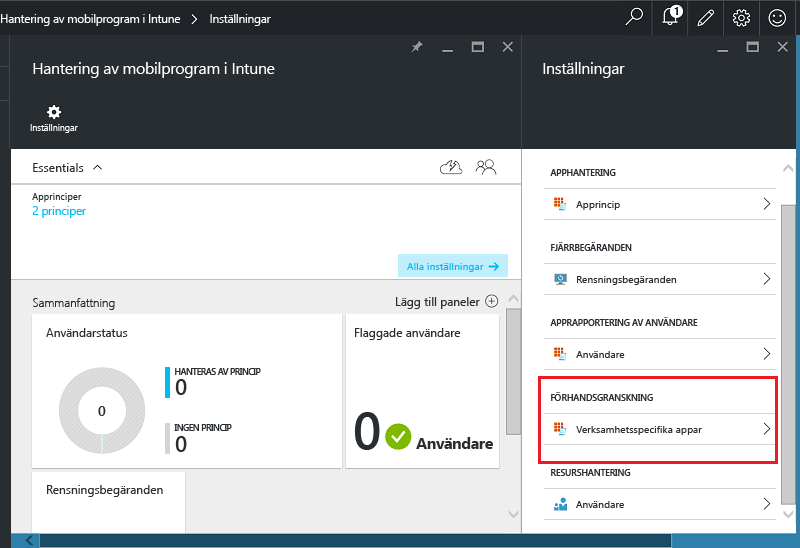 Hantering av mobilprogram i Intune > Inställningar
1
Hantering av mobilprogram i Intune
Inställningar
Essentials
Apprinciper
2 principer
Alla inställningar →
Sammanfattning
Lägg till paneler
Användarstatus
0
HANTERAS AV PRINCIP
0
INGEN PRINCIP
0
Flaggade användare
0
Användare
Rensningsbegäranden
Inställningar
APPHANTERING
Apprincip
FJÄRRBEGÄRANDEN
Rensningsbegäranden
APPRAPPORTERING AV ANVÄNDARE
Användare
FÖRHANDSGRANSKNING
Verksamhetsspecifika appar
RESURSHANTERING
Användare